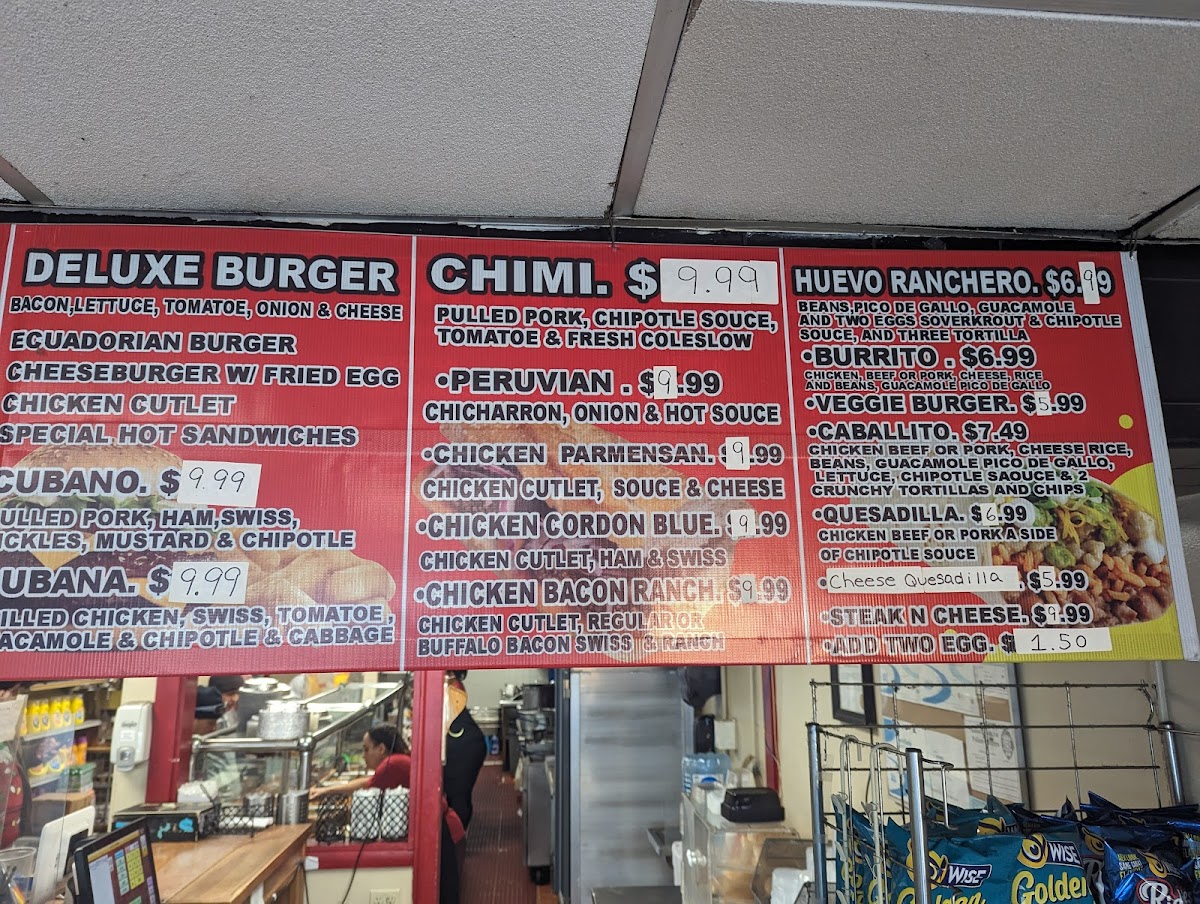 DELUXE BURGER
BACON,LETTUCE, TOMATOE, ONION & CHEESE
ECUADORIAN BURGER
CHEESEBURGER W/ FRIED EGG
CHICKEN CUTLET
SPECIAL HOT SANDWICHES
CUBANO. $9.99
ULLED PORK, HAM,SWISS,
ICKLES, MUSTARD & CHIPOTLE
UBANA. $9.99
ILLED CHICKEN, SWISS, TOMATOE,
ACAMOLE & CHIPOTLE & CABBAGE
CHIMI. $9.99
PULLED PORK, CHIPOTLE SOUCE,
TOMATOE & FRESH COLESLOW
•PERUVIAN . $9.99
CHICHARRON, ONION & HOT SOUCE
•CHICKEN PARMENSAN. $9.99
CHICKEN CUTLET, SOUCE & CHEESE
•CHICKEN CORDON BLUE. $9.99
CHICKEN CUTLET, HAM & SWISS
•CHICKEN BACON RANCH. $9.99
CHICKEN CUTLET, REGULAR OR
BUFFALO BACON SWISS & RANCH
HUEVO RANCHERO. $6.99
BEANS,PICO DE GALLO, GUACAMOLE
AND TWO EGGS SOVERKROUT & CHIPOTLE
SOUCE, AND THREE TORTILLA
•BURRITO . $6.99
CHICKEN, BEEF OR PORK, CHEESE, RICE
AND BEANS, GUACAMOLE PICO DE GALLO
•VEGGIE BURGER. $5.99
•CABALLITO. $7.49
CHICKEN BEEF OR PORK, CHEESE RICE,
BEANS, GUACAMOLE PICO DE GALLO,
LETTUCE, CHIPOTLE SAOUCE & 2
CRUNCHY TORTILLAS AND CHIPS
•QUESADILLA. $6.99
CHICKEN BEEF OR PORK A SIDE
OF CHIPOTLE SOUCE
•Cheese Quesadilla . $5.99
•STEAK N CHEESE. $9.99
•ADD TWO EGG. $1.50
WISE
WISE
Golden